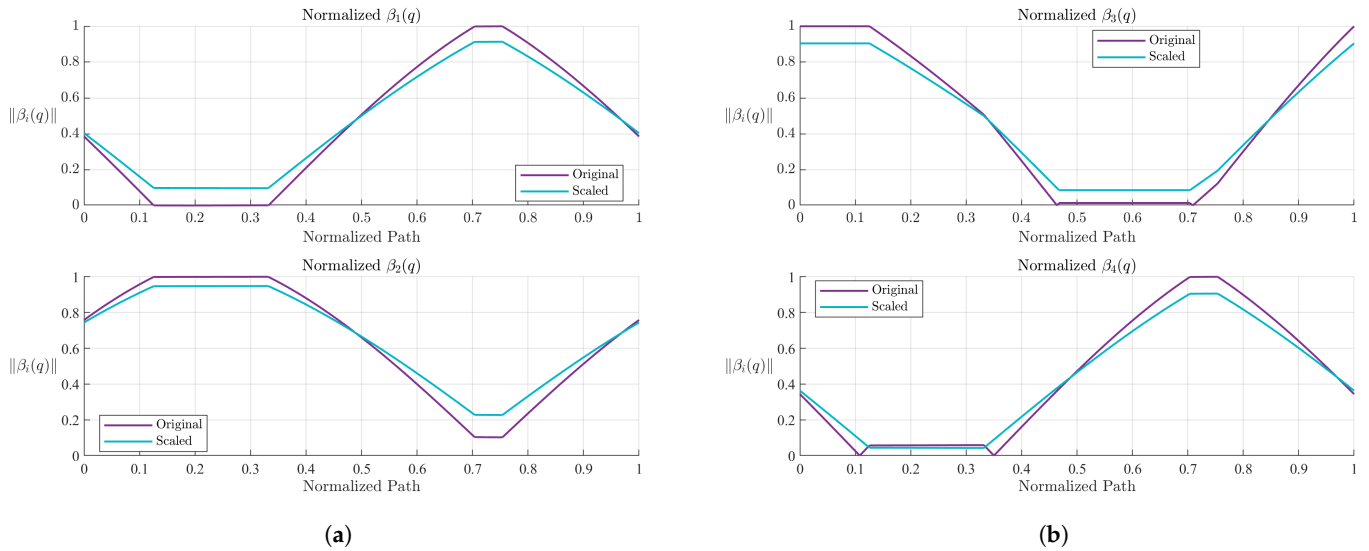 Normalized β₁(q)
1
0.8
0.6
‖βᵢ(q)‖
0.4
0.2
0
Original
Scaled
0 0.1 0.2 0.3 0.4 0.5 0.6 0.7 0.8 0.9 1
Normalized Path
Normalized β₂(q)
1
0.8
0.6
‖βᵢ(q)‖
0.4
0.2
0
Original
Scaled
0 0.1 0.2 0.3 0.4 0.5 0.6 0.7 0.8 0.9 1
Normalized Path
(a)
Normalized β₃(q)
1
0.8
0.6
‖βᵢ(q)‖
0.4
0.2
0
Original
Scaled
0 0.1 0.2 0.3 0.4 0.5 0.6 0.7 0.8 0.9 1
Normalized Path
Normalized β₄(q)
1
0.8
0.6
‖βᵢ(q)‖
0.4
0.2
0
Original
Scaled
0 0.1 0.2 0.3 0.4 0.5 0.6 0.7 0.8 0.9 1
Normalized Path
(b)